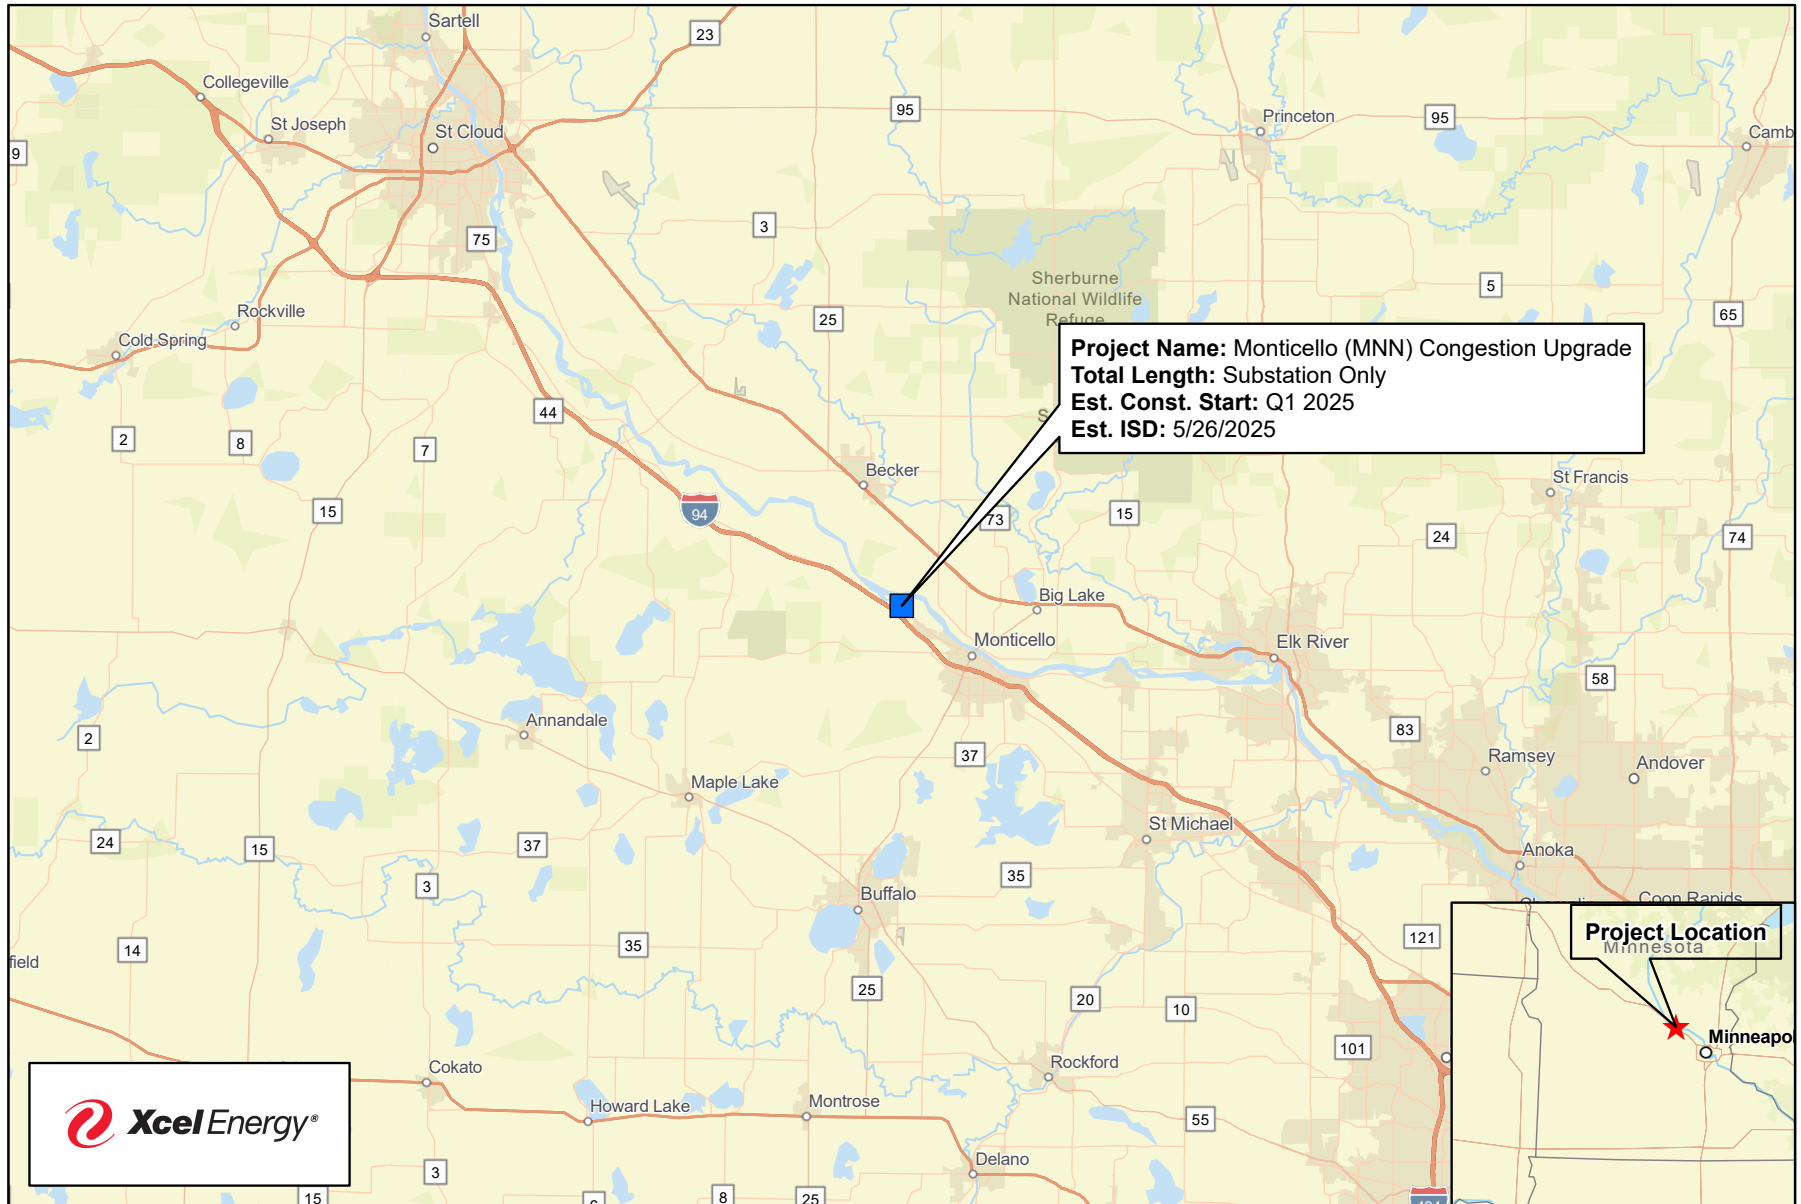 Sartell
23
Collegeville
95
Princeton
95
St Joseph
St Cloud
Camb
9
3
75
Sherburne
National Wildlife
Refuge
5
25
65
Rockville
Cold Spring
Project Name: Monticello (MNN) Congestion Upgrade
Total Length: Substation Only
Est. Const. Start: Q1 2025
Est. ISD: 5/26/2025
44
2
8
7
Becker
St Francis
15
94
73
15
24
74
Big Lake
Monticello
Elk River
58
Annandale
2
37
83
Ramsey
Andover
Maple Lake
St Michael
24
15
37
Anoka
3
35
Buffalo
Coon Rapids
14
35
121
Project Location
Minnesota
field
25
20
10
Minneapol
101
Cokato
Rockford
Howard Lake
Montrose
55
Xcel Energy®
3
Delano
15
6
8
25
494